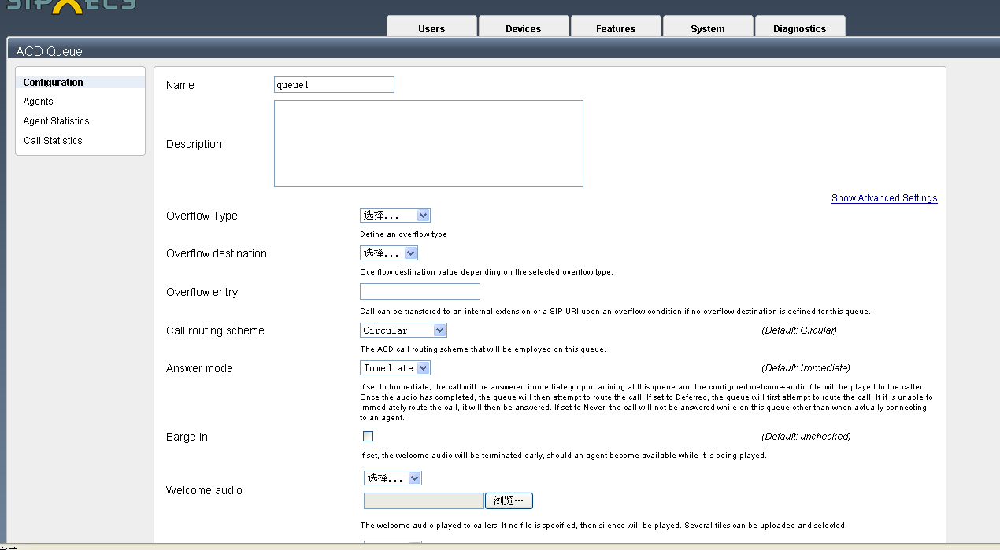 SIPXECS
Users Devices Features System Diagnostics
ACD Queue
Configuration
Agents
Agent Statistics
Call Statistics
Name queue1
Description
Show Advanced Settings
Overflow Type 选择...
Define an overflow type
Overflow destination 选择...
Overflow destination value depending on the selected overflow type.
Overflow entry
Call can be transfered to an internal extension or a SIP URI upon an overflow condition if no overflow destination is defined for this queue.
Call routing scheme Circular (Default: Circular)
The ACD call routing scheme that will be employed on this queue.
Answer mode Immediate (Default: Immediate)
If set to Immediate, the call will be answered immediately upon arriving at this queue and the configured welcome-audio file will be played to the caller.
Once the audio has completed, the queue will then attempt to route the call. If set to Deferred, the queue will first attempt to route the call. If it is unable to
immediately route the call, it will then be answered. If set to Never, the call will not be answered while on this queue other than when actually connecting
to an agent.
Barge in (Default: unchecked)
If set, the welcome audio will be terminated early, should an agent become available while it is being played.
选择...
Welcome audio
浏览...
The welcome audio played to callers. If no file is specified, then silence will be played. Several files can be uploaded and selected.